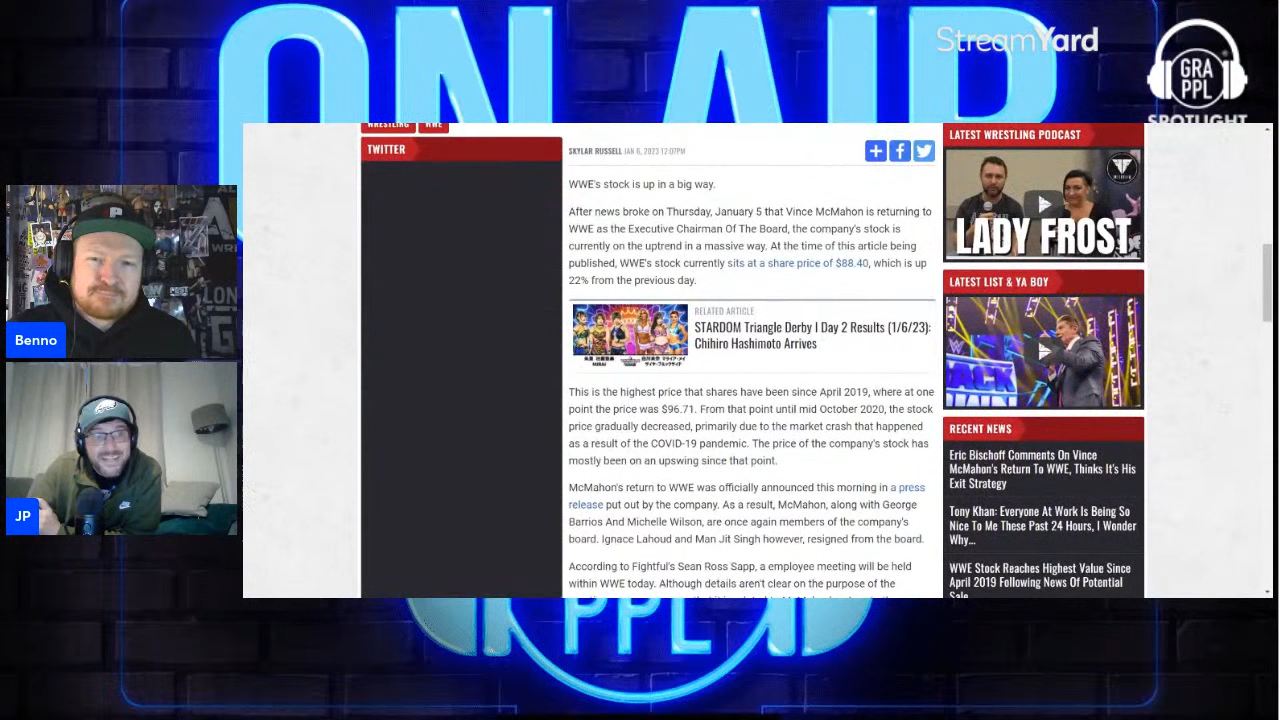 ON AIR
StreamYard
GRA
PPL
SPOTLIGHT
WRESTLING
WWE
TWITTER
SKYLAR RUSSELL JAN 6, 2023 12:07PM
WWE's stock is up in a big way.
After news broke on Thursday, January 5 that Vince McMahon is returning to
WWE as the Executive Chairman Of The Board, the company's stock is
currently on the uptrend in a massive way. At the time of this article being
published, WWE's stock currently sits at a share price of $88.40, which is up
22% from the previous day.
RELATED ARTICLE
STARDOM Triangle Derby I Day 2 Results (1/6/23):
Chihiro Hashimoto Arrives
This is the highest price that shares have been since April 2019, where at one
point the price was $96.71. From that point until mid October 2020, the stock
price gradually decreased, primarily due to the market crash that happened
as a result of the COVID-19 pandemic. The price of the company's stock has
mostly been on an upswing since that point.
McMahon's return to WWE was officially announced this morning in a press
release put out by the company. As a result, McMahon, along with George
Barrios And Michelle Wilson, are once again members of the company's
board. Ignace Lahoud and Man Jit Singh however, resigned from the board.
According to Fightful's Sean Ross Sapp, a employee meeting will be held
within WWE today. Although details aren't clear on the purpose of the
LATEST WRESTLING PODCAST
LADY FROST
LATEST LIST & YA BOY
RECENT NEWS
Eric Bischoff Comments On Vince
McMahon's Return To WWE, Thinks It's His
Exit Strategy
Tony Khan: Everyone At Work Is Being So
Nice To Me These Past 24 Hours, I Wonder
Why...
WWE Stock Reaches Highest Value Since
April 2019 Following News Of Potential
Sale
Benno
JP
PPL